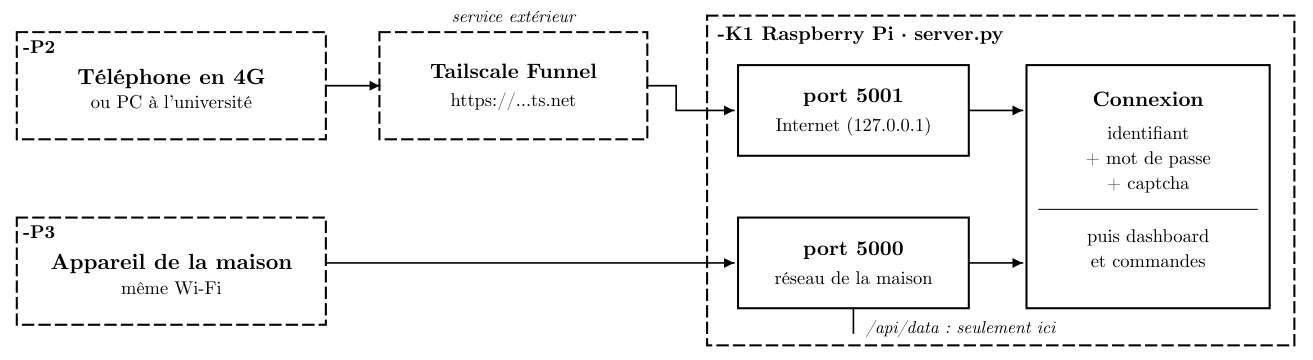 service extérieur
-P2
Téléphone en 4G
ou PC à l'université
Tailscale Funnel
https://...ts.net
-K1 Raspberry Pi · server.py
port 5001
Internet (127.0.0.1)
Connexion
identifiant
+ mot de passe
+ captcha
puis dashboard
et commandes
-P3
Appareil de la maison
même Wi-Fi
port 5000
réseau de la maison
/api/data : seulement ici